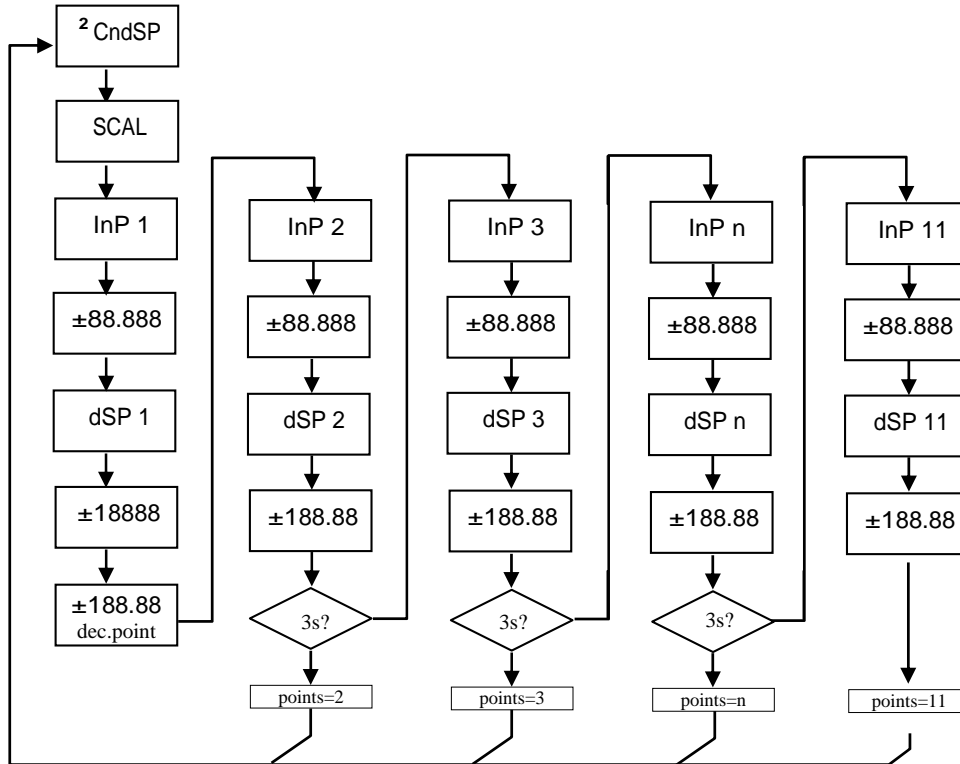 ² CndSP
SCAL
InP 1
±88.888
dSP 1
±18888
±188.88
dec.point
InP 2
±88.888
dSP 2
±188.88
3s?
points=2
InP 3
±88.888
dSP 3
±188.88
3s?
points=3
InP n
±88.888
dSP n
±188.88
3s?
points=n
InP 11
±88.888
dSP 11
±188.88
points=11